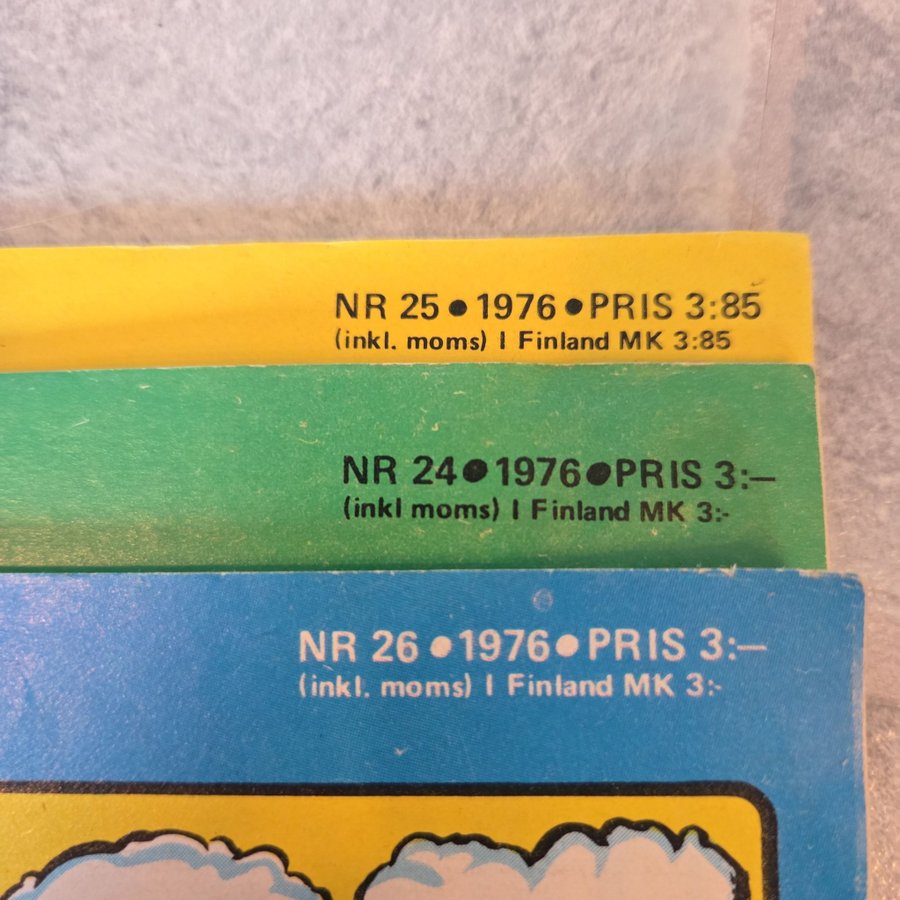 NR 25 ● 1976 ● PRIS 3:85
(inkl. moms) I Finland MK 3:85
NR 24 ● 1976 ● PRIS 3:—
(inkl moms) I Finland MK 3:-
NR 26 ● 1976 ● PRIS 3:—
(inkl. moms) I Finland MK 3:-